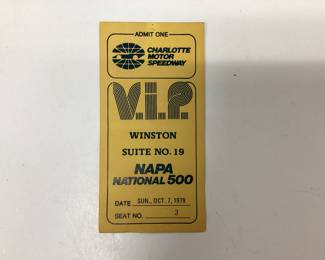 ADMIT ONE
CHARLOTTE
MOTOR
SPEEDWAY
V.I.P.
WINSTON
SUITE NO. 19
NAPA
NATIONAL 500
DATE SUN., OCT. 7, 1979
SEAT NO. 3